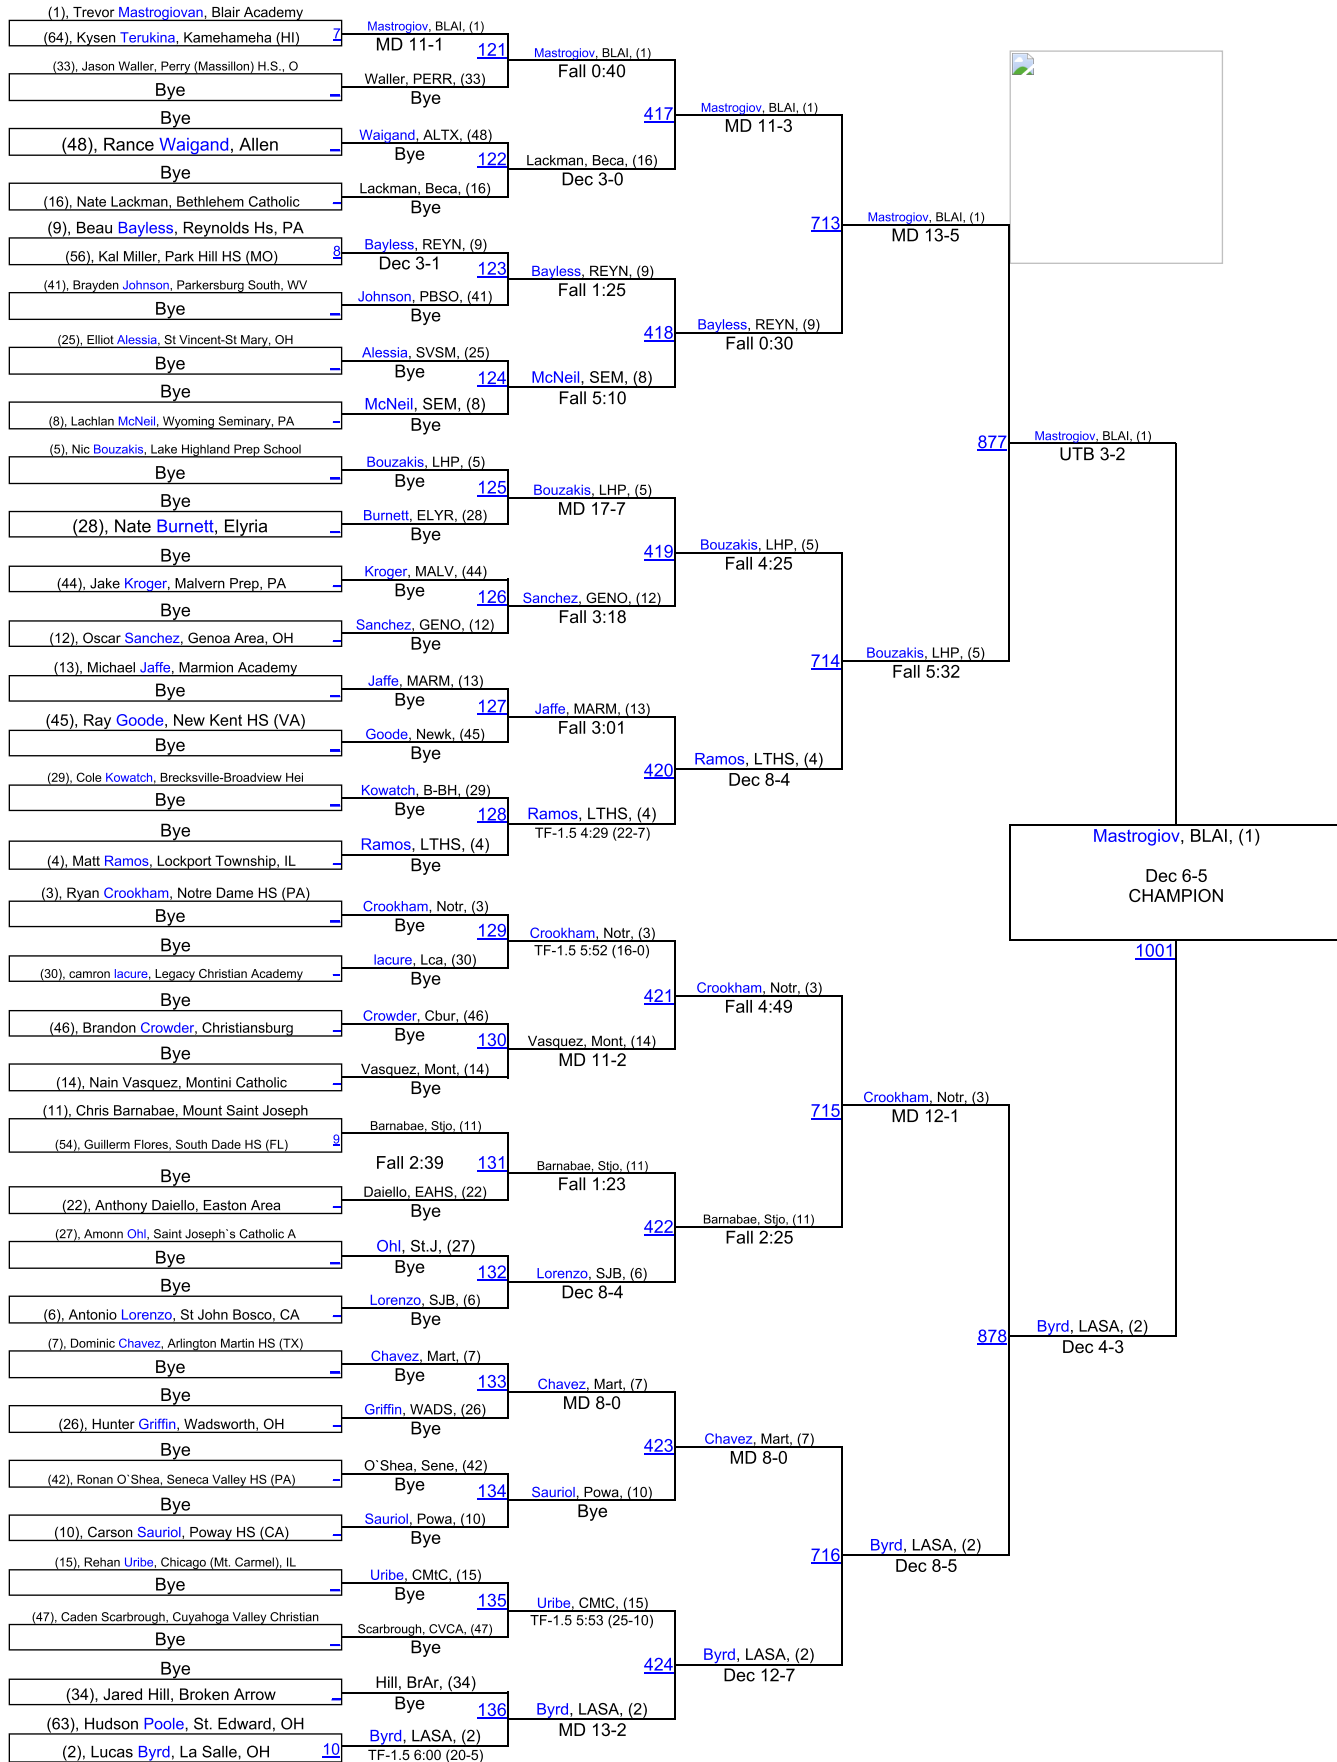 (1), Trevor Mastrogiovan, Blair Academy
(64), Kysen Terukina, Kamehameha (HI) 7
(33), Jason Waller, Perry (Massillon) H.S., O
Bye
Bye
(48), Rance Waigand, Allen
Bye
(16), Nate Lackman, Bethlehem Catholic
(9), Beau Bayless, Reynolds Hs, PA
(56), Kal Miller, Park Hill HS (MO) 8
(41), Brayden Johnson, Parkersburg South, WV
Bye
(25), Elliot Alessia, St Vincent-St Mary, OH
Bye
Bye
(8), Lachlan McNeil, Wyoming Seminary, PA
(5), Nic Bouzakis, Lake Highland Prep School
Bye
Bye
(28), Nate Burnett, Elyria
Bye
(44), Jake Kroger, Malvern Prep, PA
Bye
(12), Oscar Sanchez, Genoa Area, OH
(13), Michael Jaffe, Marmion Academy
Bye
(45), Ray Goode, New Kent HS (VA)
Bye
(29), Cole Kowatch, Brecksville-Broadview Hei
Bye
Bye
(4), Matt Ramos, Lockport Township, IL
(3), Ryan Crookham, Notre Dame HS (PA)
Bye
Bye
(30), camron lacure, Legacy Christian Academy
Bye
(46), Brandon Crowder, Christiansburg
Bye
(14), Nain Vasquez, Montini Catholic
(11), Chris Barnabae, Mount Saint Joseph
(54), Guillerm Flores, South Dade HS (FL) 9
Bye
(22), Anthony Daiello, Easton Area
(27), Amonn Ohl, Saint Joseph`s Catholic A
Bye
Bye
(6), Antonio Lorenzo, St John Bosco, CA
(7), Dominic Chavez, Arlington Martin HS (TX)
Bye
Bye
(26), Hunter Griffin, Wadsworth, OH
Bye
(42), Ronan O`Shea, Seneca Valley HS (PA)
Bye
(10), Carson Sauriol, Poway HS (CA)
(15), Rehan Uribe, Chicago (Mt. Carmel), IL
Bye
(47), Caden Scarbrough, Cuyahoga Valley Christian
Bye
Bye
(34), Jared Hill, Broken Arrow
(63), Hudson Poole, St. Edward, OH
(2), Lucas Byrd, La Salle, OH 10
Mastrogiov, BLAI, (1)
MD 11-1
121
Waller, PERR, (33)
Bye
Waigand, ALTX, (48)
Bye
122
Lackman, Beca, (16)
Bye
Bayless, REYN, (9)
Dec 3-1
123
Johnson, PBSO, (41)
Bye
Alessia, SVSM, (25)
Bye
124
McNeil, SEM, (8)
Bye
Bouzakis, LHP, (5)
Bye
125
Burnett, ELYR, (28)
Bye
Kroger, MALV, (44)
Bye
126
Sanchez, GENO, (12)
Bye
Jaffe, MARM, (13)
Bye
127
Goode, Newk, (45)
Bye
Kowatch, B-BH, (29)
Bye
128
Ramos, LTHS, (4)
Bye
Crookham, Notr, (3)
Bye
129
lacure, Lca, (30)
Bye
Crowder, Cbur, (46)
Bye
130
Vasquez, Mont, (14)
Bye
Barnabae, Stjo, (11)
Fall 2:39
131
Daiello, EAHS, (22)
Bye
Ohl, St.J, (27)
Bye
132
Lorenzo, SJB, (6)
Bye
Chavez, Mart, (7)
Bye
133
Griffin, WADS, (26)
Bye
O`Shea, Sene, (42)
Bye
134
Sauriol, Powa, (10)
Bye
Uribe, CMtC, (15)
Bye
135
Scarbrough, CVCA, (47)
Bye
Hill, BrAr, (34)
Bye
136
Byrd, LASA, (2)
TF-1.5 6:00 (20-5)
Mastrogiov, BLAI, (1)
Fall 0:40
417
Lackman, Beca, (16)
Dec 3-0
Bayless, REYN, (9)
Fall 1:25
418
McNeil, SEM, (8)
Fall 5:10
Bouzakis, LHP, (5)
MD 17-7
419
Sanchez, GENO, (12)
Fall 3:18
Jaffe, MARM, (13)
Fall 3:01
420
Ramos, LTHS, (4)
TF-1.5 4:29 (22-7)
Crookham, Notr, (3)
TF-1.5 5:52 (16-0)
421
Vasquez, Mont, (14)
MD 11-2
Barnabae, Stjo, (11)
Fall 1:23
422
Lorenzo, SJB, (6)
Dec 8-4
Chavez, Mart, (7)
MD 8-0
423
Sauriol, Powa, (10)
Bye
Uribe, CMtC, (15)
TF-1.5 5:53 (25-10)
424
Byrd, LASA, (2)
MD 13-2
Mastrogiov, BLAI, (1)
MD 11-3
713
Bayless, REYN, (9)
Fall 0:30
Bouzakis, LHP, (5)
Fall 4:25
714
Ramos, LTHS, (4)
Dec 8-4
Crookham, Notr, (3)
Fall 4:49
715
Barnabae, Stjo, (11)
Fall 2:25
Chavez, Mart, (7)
MD 8-0
716
Byrd, LASA, (2)
Dec 12-7
Mastrogiov, BLAI, (1)
MD 13-5
877
Bouzakis, LHP, (5)
Fall 5:32
Crookham, Notr, (3)
MD 12-1
878
Byrd, LASA, (2)
Dec 8-5
Mastrogiov, BLAI, (1)
UTB 3-2
Mastrogiov, BLAI, (1)
Dec 6-5
CHAMPION
1001
Byrd, LASA, (2)
Dec 4-3